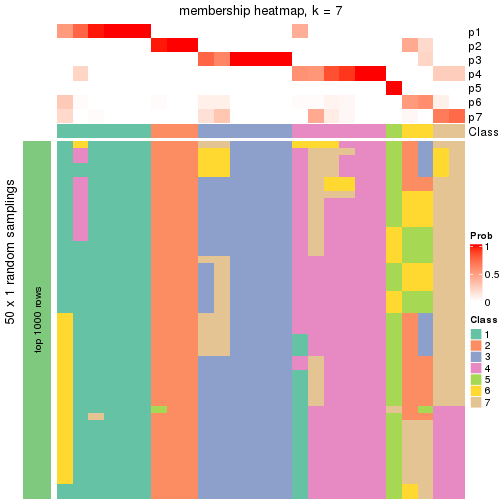 membership heatmap, k = 7
p1
p2
p3
p4
p5
p6
p7
Class
50 x 1 random samplings
top 1000 rows
Prob
1
0.5
0
Class
1
2
3
4
5
6
7